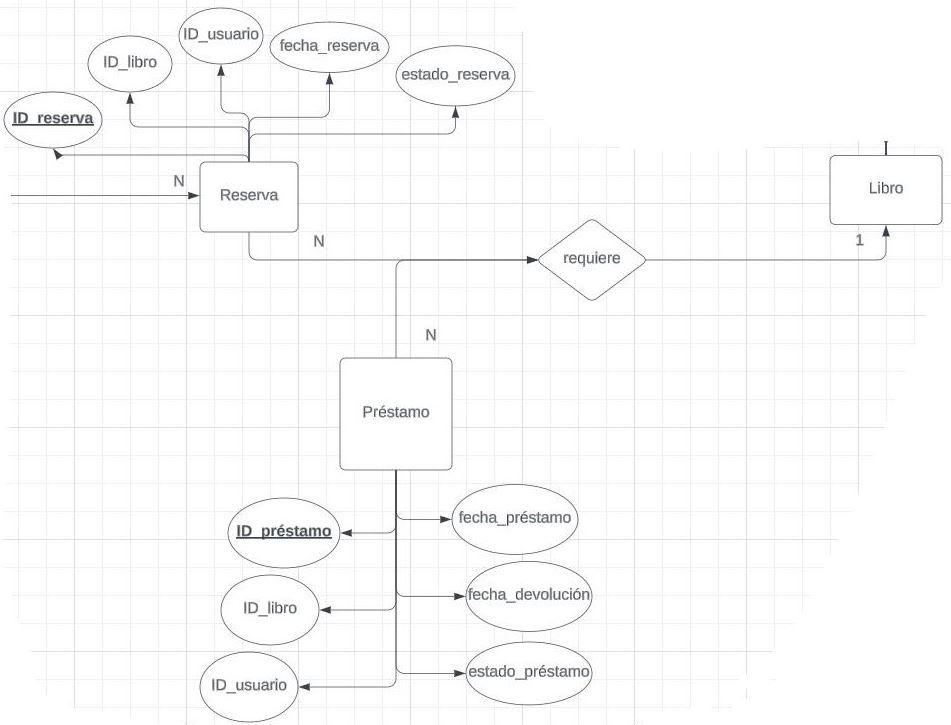 ID_usuario
fecha_reserva
ID_libro
estado_reserva
ID_reserva
N
Reserva
Libro
N
1
requiere
N
Préstamo
fecha_préstamo
ID_préstamo
fecha_devolución
ID_libro
estado_préstamo
ID_usuario